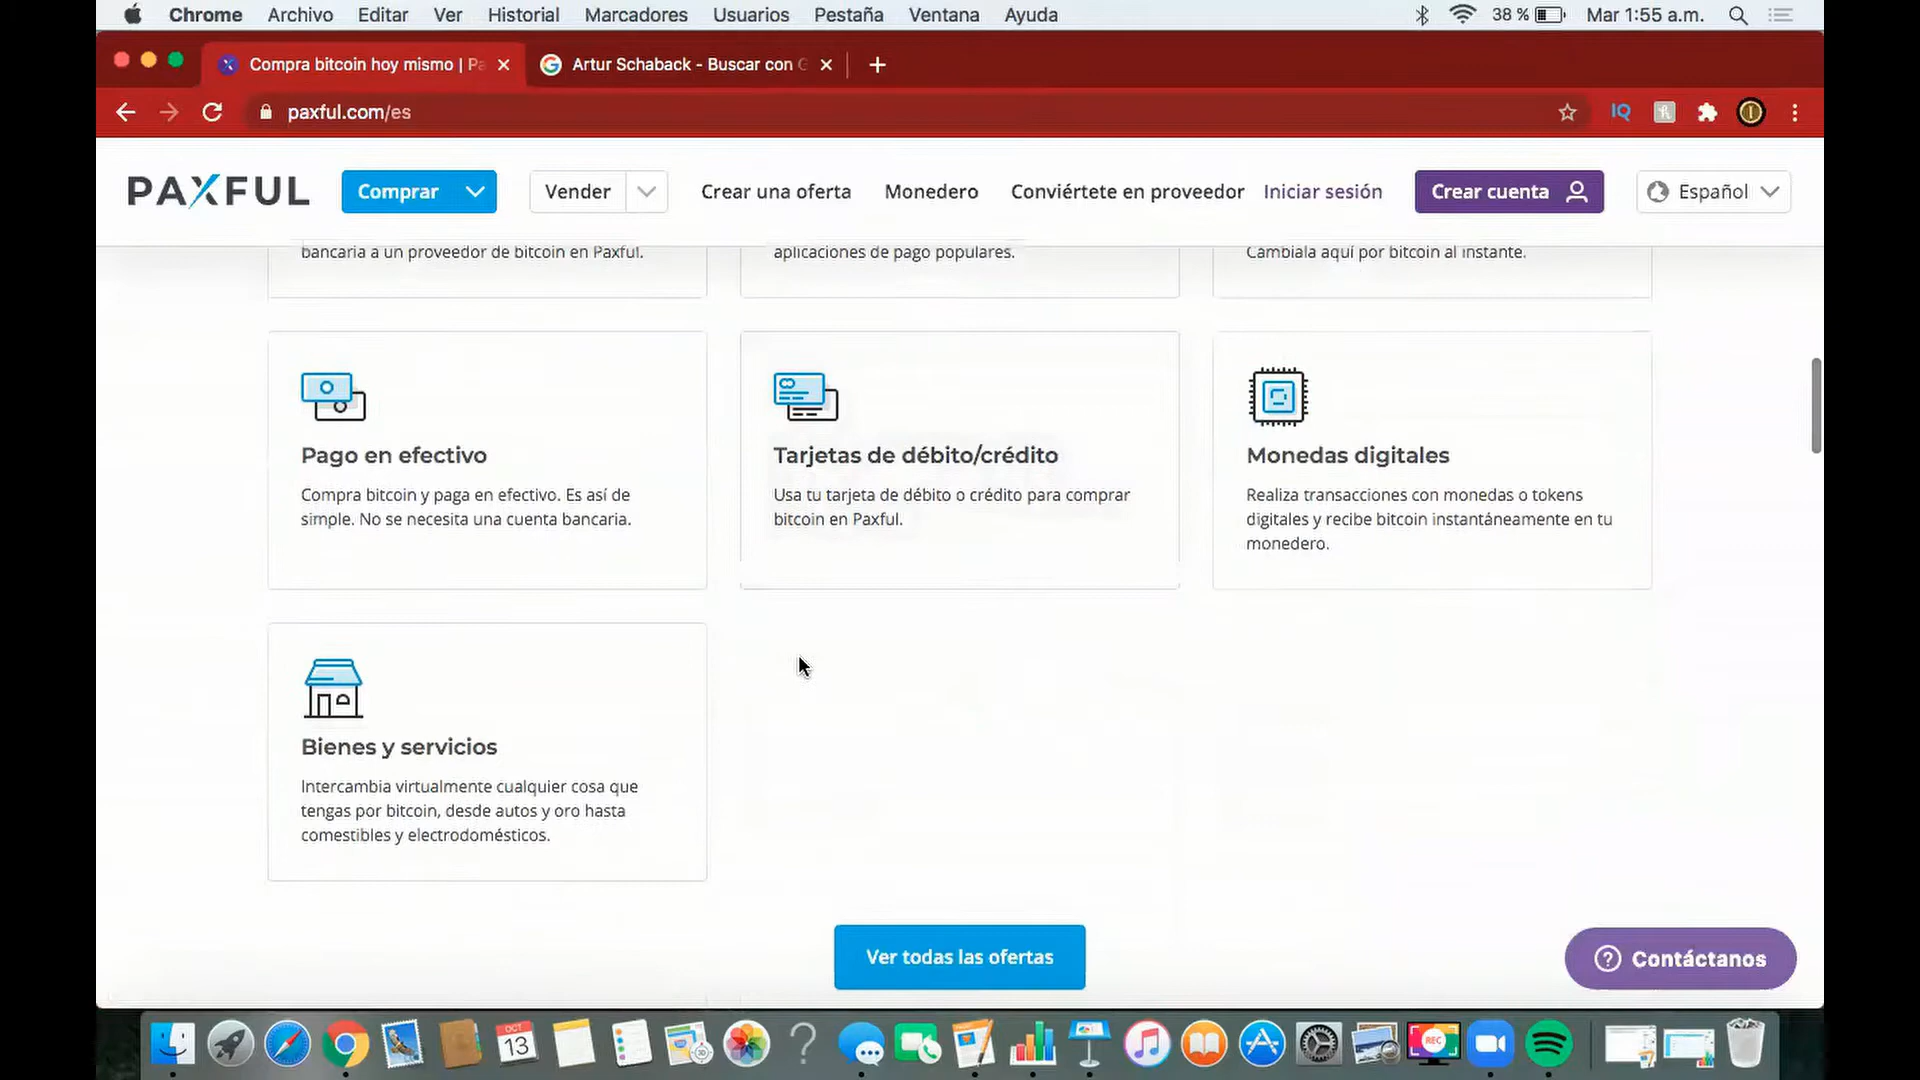 Chrome Archivo Editar Ver Historial Marcadores Usuarios Pestaña Ventana Ayuda 38 % Mar 1:55 a.m.
Compra bitcoin hoy mismo | Pa
Artur Schaback - Buscar con G
paxful.com/es
IQ
PAXFUL
Comprar
Vender
Crear una oferta
Monedero
Conviértete en proveedor
Iniciar sesión
Crear cuenta
Español
bancaria a un proveedor de bitcoin en Paxful.
aplicaciones de pago populares.
Cámbiala aquí por bitcoin al instante.
Pago en efectivo
Compra bitcoin y paga en efectivo. Es así de
simple. No se necesita una cuenta bancaria.
Tarjetas de débito/crédito
Usa tu tarjeta de débito o crédito para comprar
bitcoin en Paxful.
Monedas digitales
Realiza transacciones con monedas o tokens
digitales y recibe bitcoin instantáneamente en tu
monedero.
Bienes y servicios
Intercambia virtualmente cualquier cosa que
tengas por bitcoin, desde autos y oro hasta
comestibles y electrodomésticos.
Ver todas las ofertas
Contáctanos
OCT
13
REC